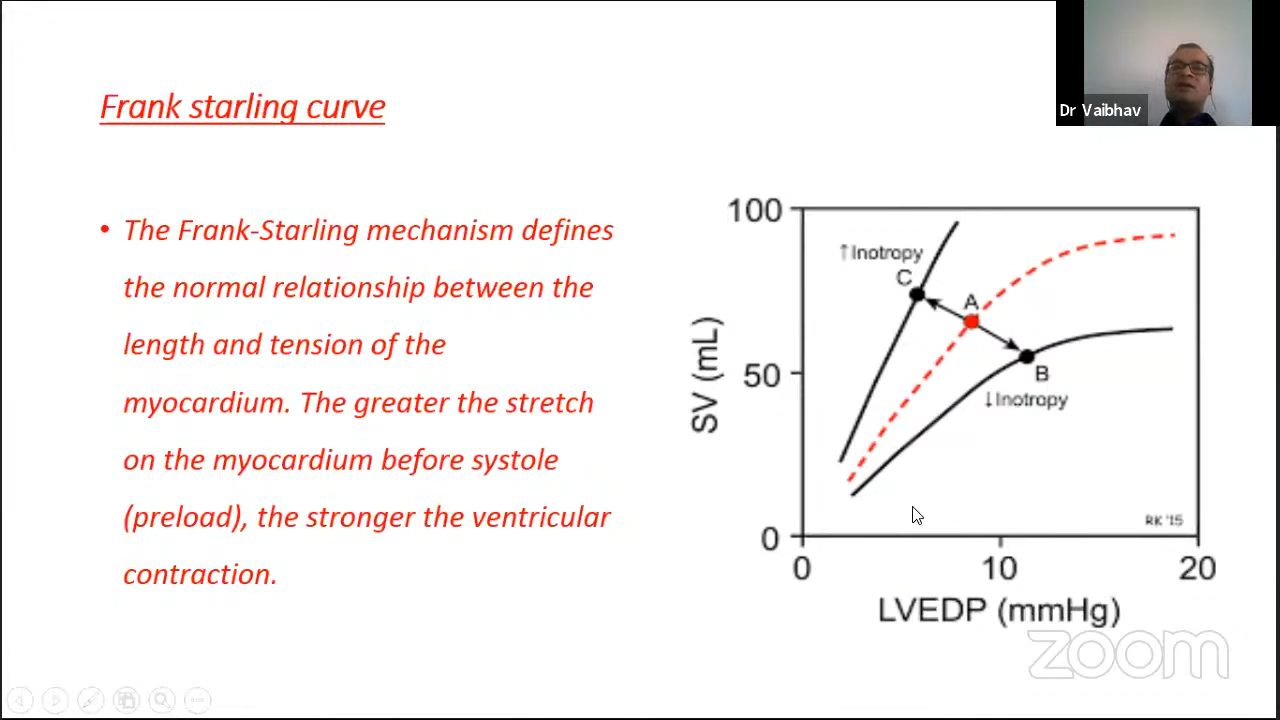 Frank starling curve
Dr Vaibhav
• The Frank-Starling mechanism defines
the normal relationship between the
length and tension of the
myocardium. The greater the stretch
on the myocardium before systole
(preload), the stronger the ventricular
contraction.
100
50
0
SV (mL)
↑Inotropy
C
A
B
↓Inotropy
RK '15
0
10
20
LVEDP (mmHg)
zoom